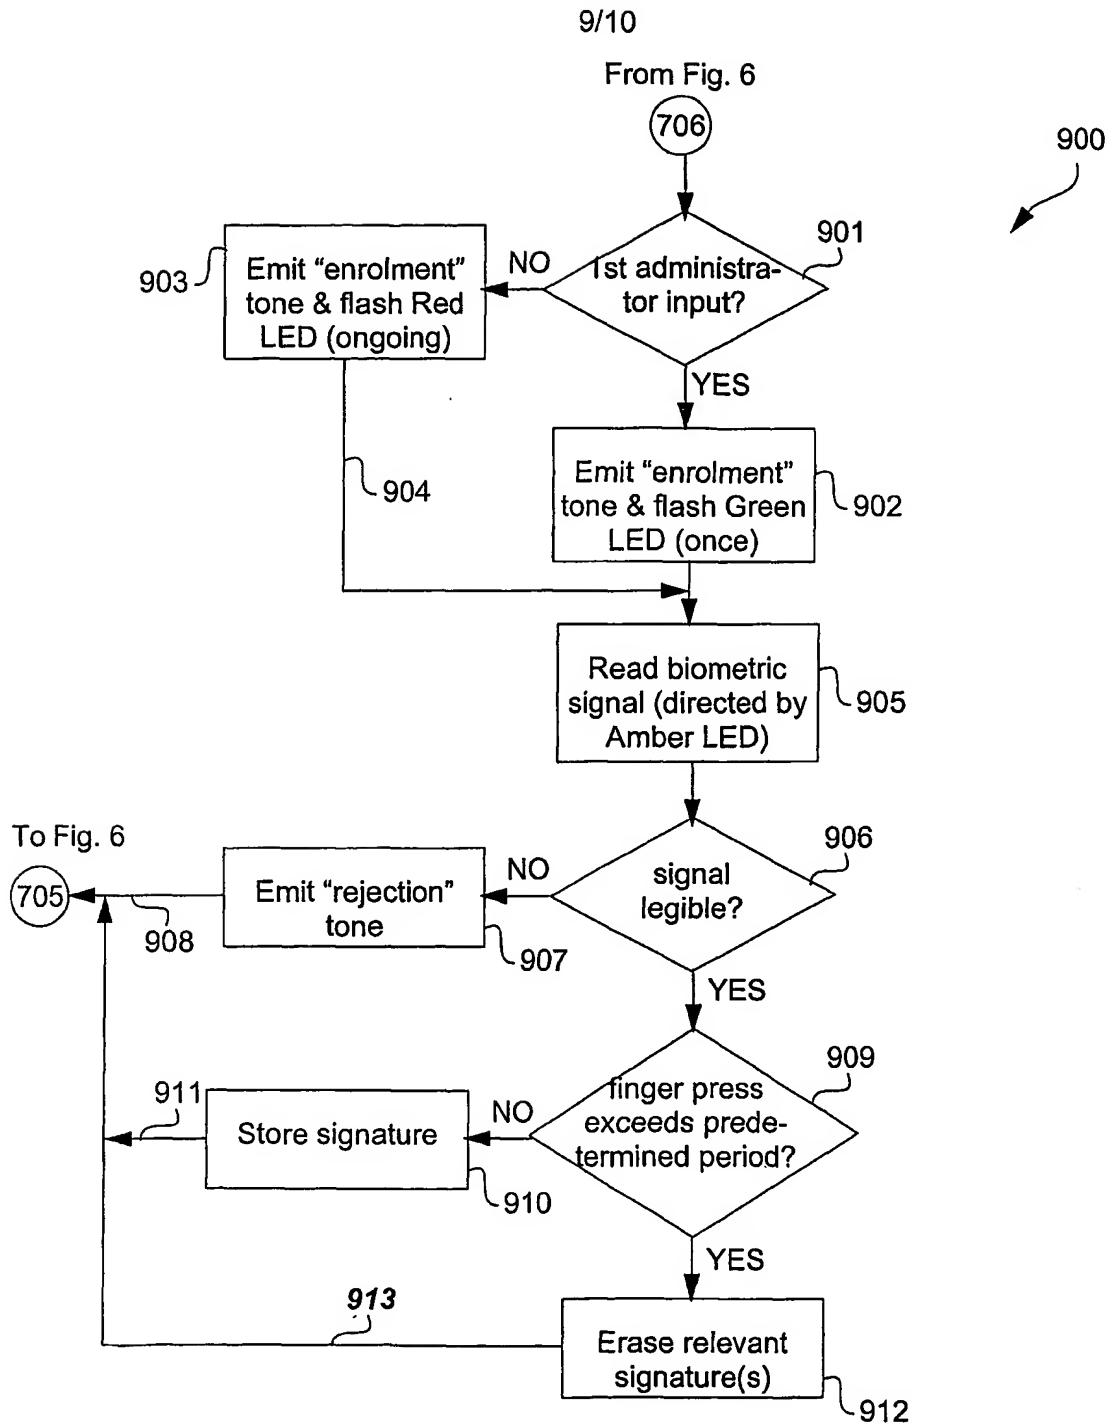 9/10
From Fig. 6
706
900
901
1st administra-
tor input?
NO
903
Emit “enrolment”
tone & flash Red
LED (ongoing)
YES
904
Emit “enrolment”
tone & flash Green
LED (once)
902
Read biometric
signal (directed by
Amber LED)
905
To Fig. 6
705
906
signal
legible?
NO
Emit “rejection”
tone
907
908
YES
909
finger press
exceeds prede-
termined period?
NO
911
Store signature
910
YES
913
Erase relevant
signature(s)
912